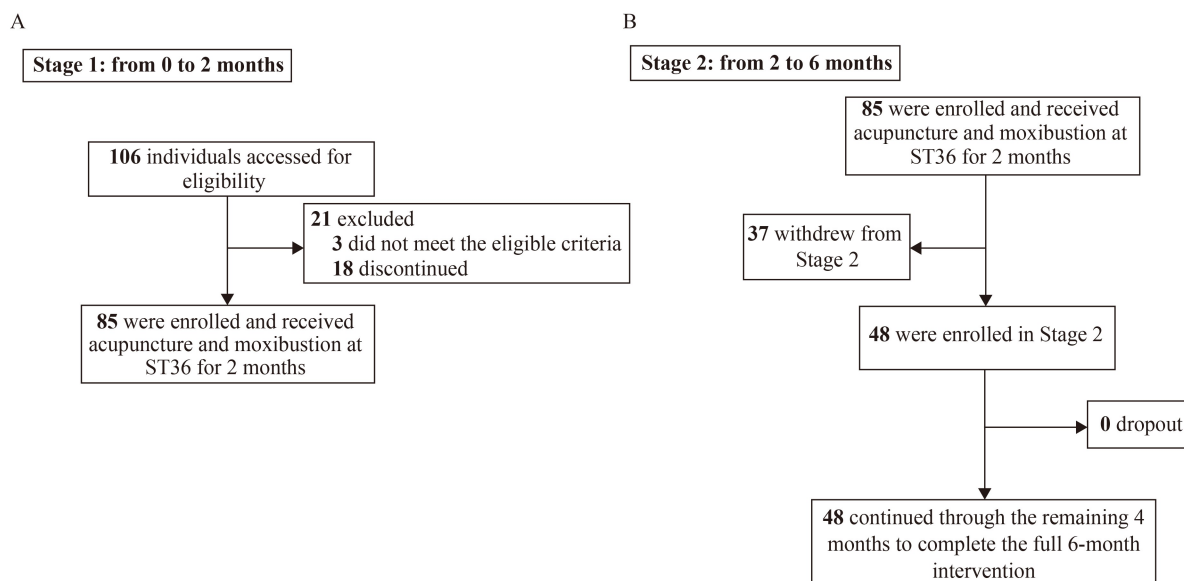 A
Stage 1: from 0 to 2 months
106 individuals accessed for
eligibility
21 excluded
3 did not meet the eligible criteria
18 discontinued
85 were enrolled and received
acupuncture and moxibustion at
ST36 for 2 months
B
Stage 2: from 2 to 6 months
85 were enrolled and received
acupuncture and moxibustion at
ST36 for 2 months
37 withdrew from
Stage 2
48 were enrolled in Stage 2
0 dropout
48 continued through the remaining 4
months to complete the full 6-month
intervention